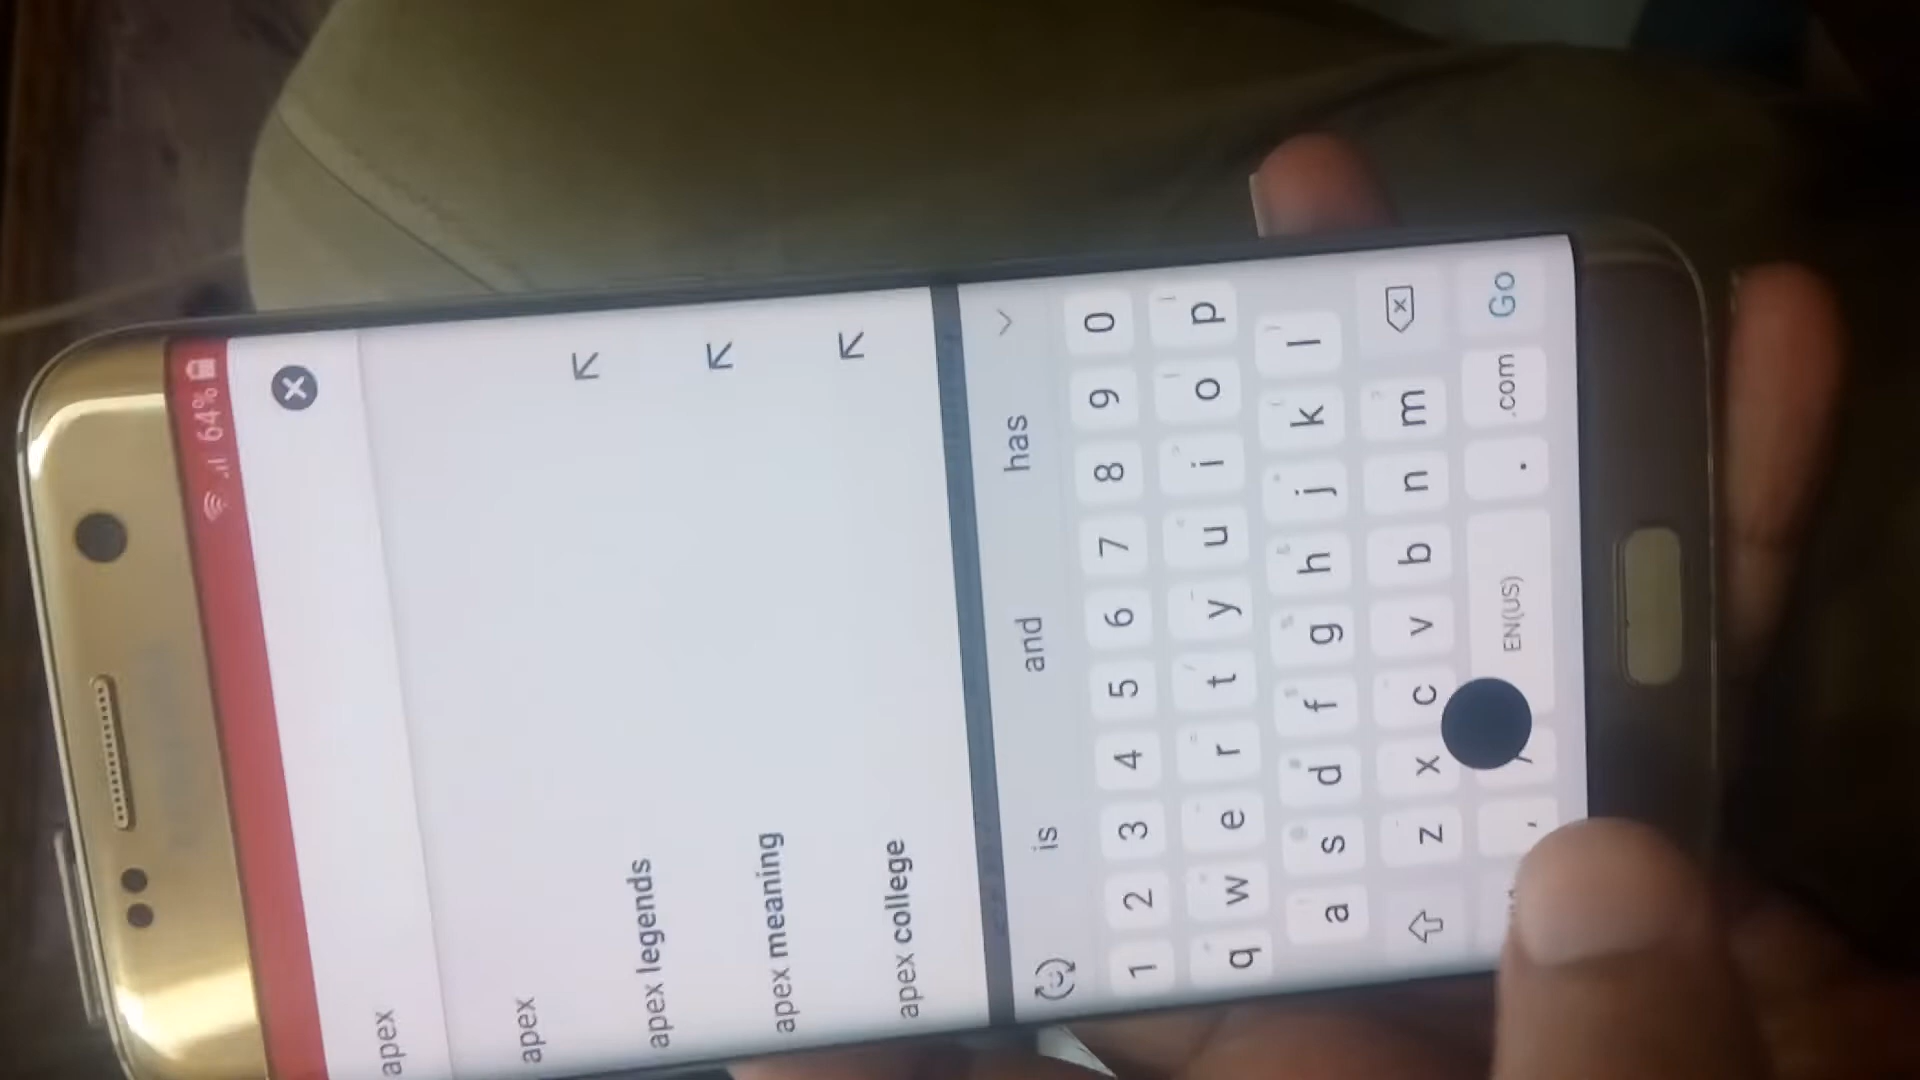 64%
apex
apex
apex legends
apex meaning
apex college
is and has
1 2 3 4 5 6 7 8 9 0
q w e r t y u i o p
a s d f g h j k l
z x c v b n m
, / EN(US) . .com Go